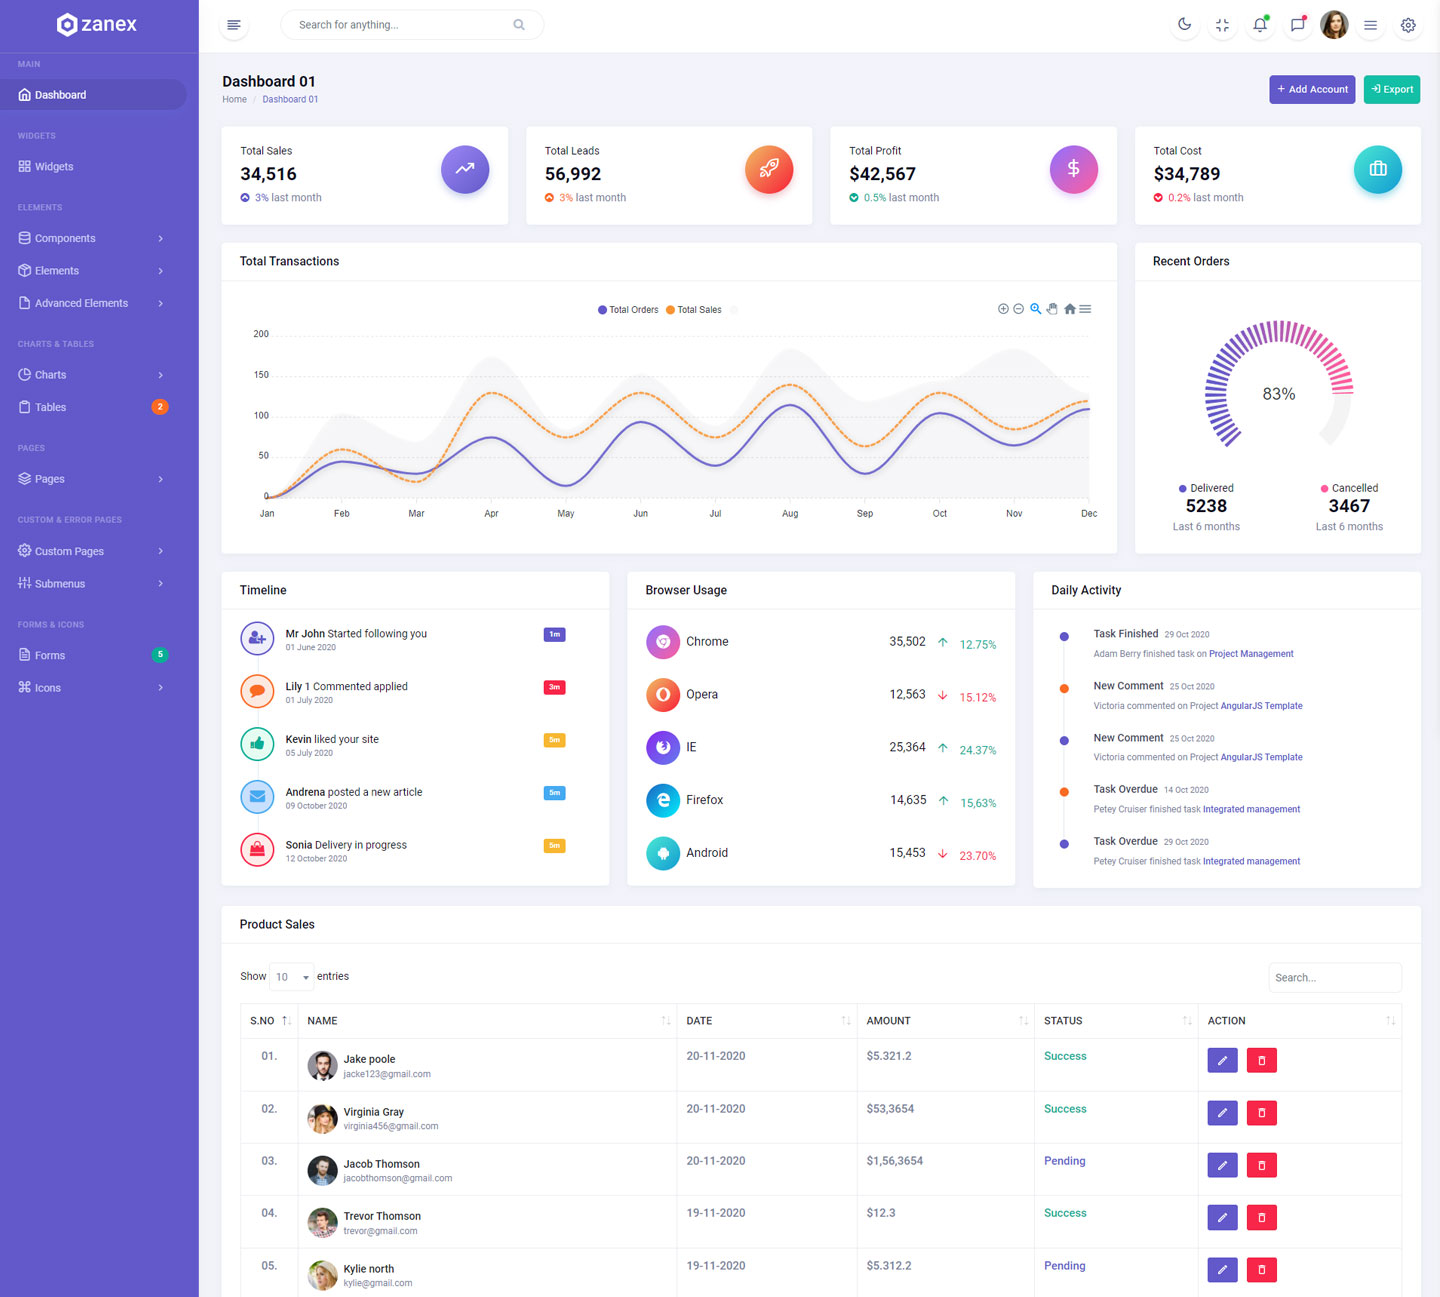 zanex
Search for anything...
MAIN
Dashboard
WIDGETS
Widgets
ELEMENTS
Components
Elements
Advanced Elements
CHARTS & TABLES
Charts
Tables 2
PAGES
Pages
CUSTOM & ERROR PAGES
Custom Pages
Submenus
FORMS & ICONS
Forms 5
Icons
Dashboard 01
Home / Dashboard 01
+ Add Account
Export
Total Sales
34,516
3% last month
Total Leads
56,992
3% last month
Total Profit
$42,567
0.5% last month
Total Cost
$34,789
0.2% last month
Total Transactions
Total Orders Total Sales
200
150
100
50
0
Jan Feb Mar Apr May Jun Jul Aug Sep Oct Nov Dec
Recent Orders
83%
Delivered
5238
Last 6 months
Cancelled
3467
Last 6 months
Timeline
Mr John Started following you 1m
01 June 2020
Lily 1 Commented applied 3m
01 July 2020
Kevin liked your site 5m
05 July 2020
Andrena posted a new article 5m
09 October 2020
Sonia Delivery in progress 5m
12 October 2020
Browser Usage
Chrome 35,502 12.75%
Opera 12,563 15.12%
IE 25,364 24.37%
Firefox 14,635 15,63%
Android 15,453 23.70%
Daily Activity
Task Finished 29 Oct 2020
Adam Berry finished task on Project Management
New Comment 25 Oct 2020
Victoria commented on Project AngularJS Template
New Comment 25 Oct 2020
Victoria commented on Project AngularJS Template
Task Overdue 14 Oct 2020
Petey Cruiser finished task Integrated management
Task Overdue 29 Oct 2020
Petey Cruiser finished task Integrated management
Product Sales
Show 10 entries
Search...
S.NO NAME DATE AMOUNT STATUS ACTION
01. Jake poole 20-11-2020 $5.321.2 Success
jacke123@gmail.com
02. Virginia Gray 20-11-2020 $53,3654 Success
virginia456@gmail.com
03. Jacob Thomson 20-11-2020 $1,56,3654 Pending
jacobthomson@gmail.com
04. Trevor Thomson 19-11-2020 $12.3 Success
trevor@gmail.com
05. Kylie north 19-11-2020 $5.312.2 Pending
kylie@gmail.com